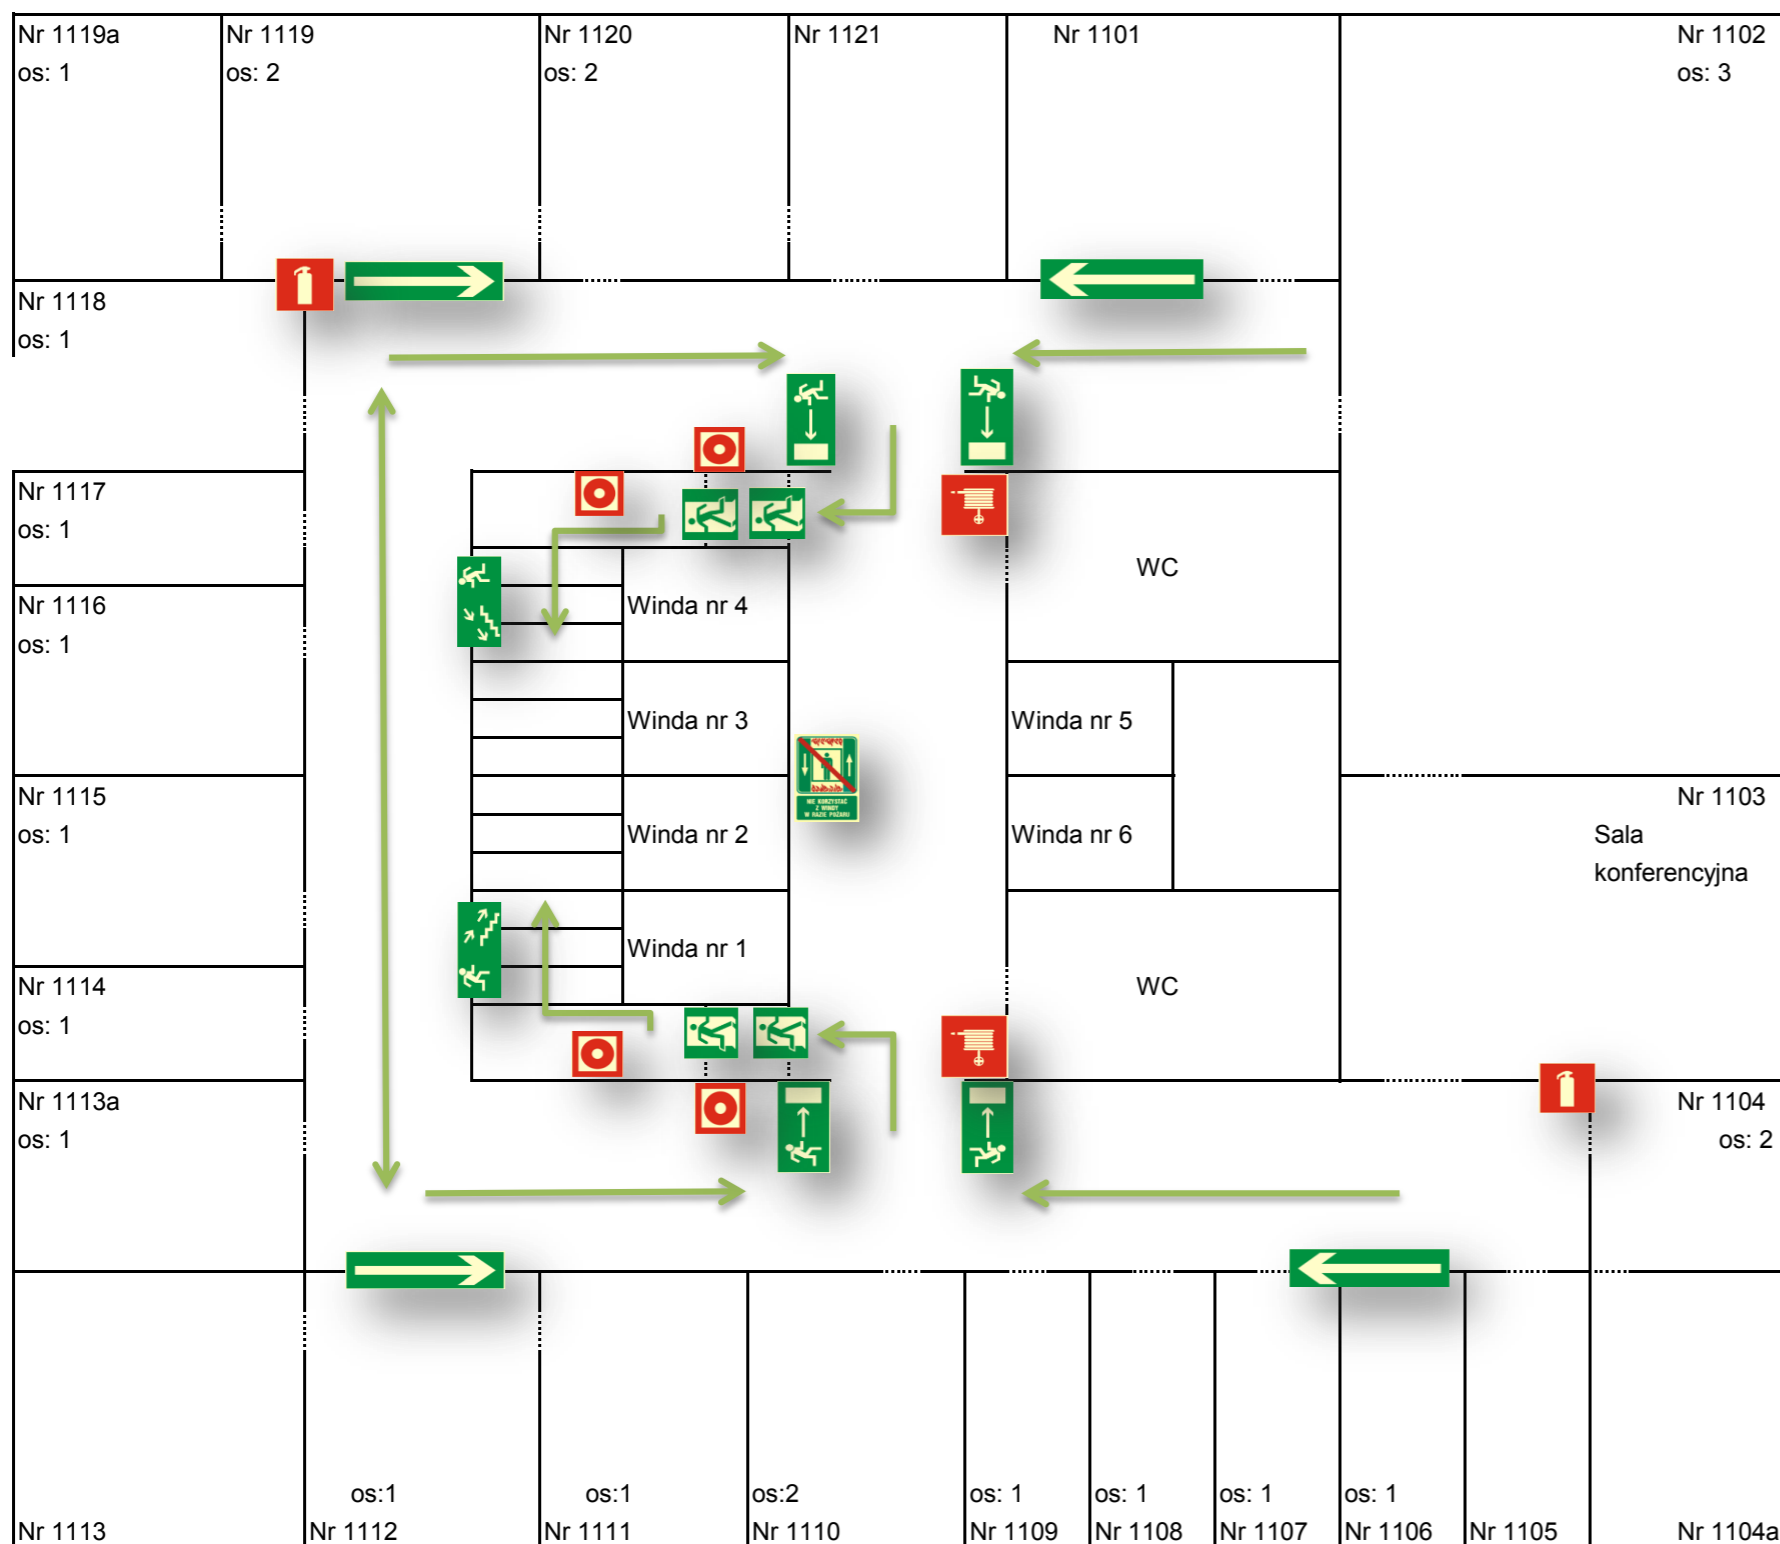 Nr 1119a
os: 1
Nr 1119
os: 2
Nr 1120
os: 2
Nr 1121
Nr 1101
Nr 1102
os: 3
Nr 1118
os: 1
Nr 1117
os: 1
WC
Nr 1116
os: 1
Winda nr 4
Winda nr 3
Winda nr 5
NIE KORZYSTAĆ
Z WINDY
W RAZIE POŻARU
Nr 1115
os: 1
Winda nr 2
Winda nr 6
Nr 1103
Sala
konferencyjna
Winda nr 1
Nr 1114
os: 1
WC
Nr 1113a
os: 1
Nr 1104
os: 2
Nr 1113
os:1
Nr 1112
os:1
Nr 1111
os:2
Nr 1110
os: 1
Nr 1109
os: 1
Nr 1108
os: 1
Nr 1107
os: 1
Nr 1106
Nr 1105
Nr 1104a